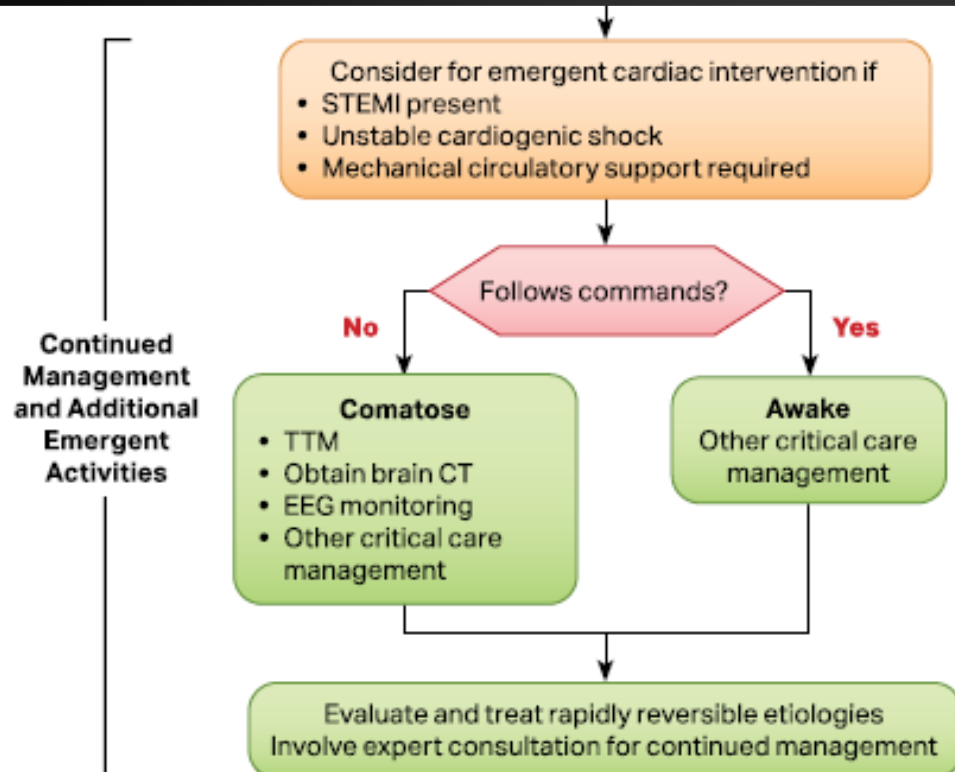 Consider for emergent cardiac intervention if
• STEMI present
• Unstable cardiogenic shock
• Mechanical circulatory support required
Follows commands?
No
Yes
Continued
Management
and Additional
Emergent
Activities
Comatose
• TTM
• Obtain brain CT
• EEG monitoring
• Other critical care
management
Awake
Other critical care
management
Evaluate and treat rapidly reversible etiologies
Involve expert consultation for continued management